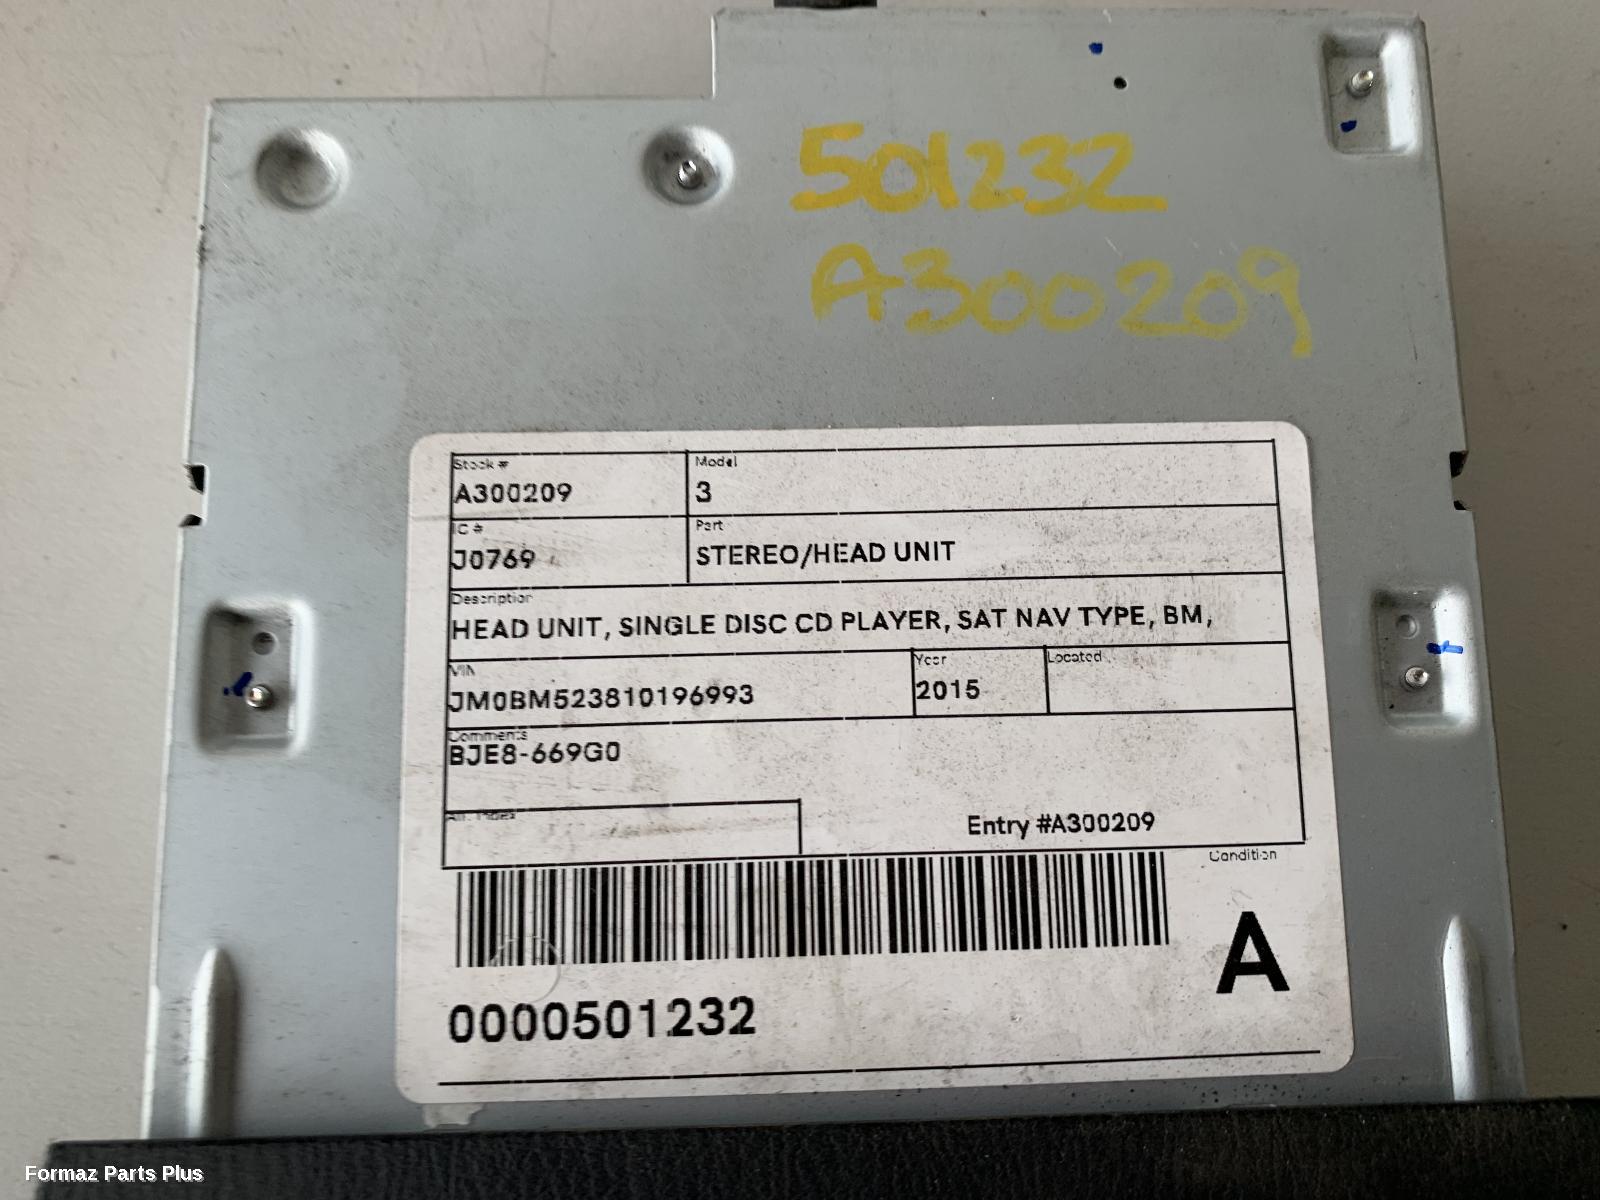 501232
A300209
Stock # Model
A300209 3
IC # Part
J0769 STEREO/HEAD UNIT
Description
HEAD UNIT, SINGLE DISC CD PLAYER, SAT NAV TYPE, BM,
VIN Year Located
JM0BM523810196993 2015
Comments
BJE8-669G0
Alt. Index
Entry #A300209
Condition
A
0000501232
Formaz Parts Plus